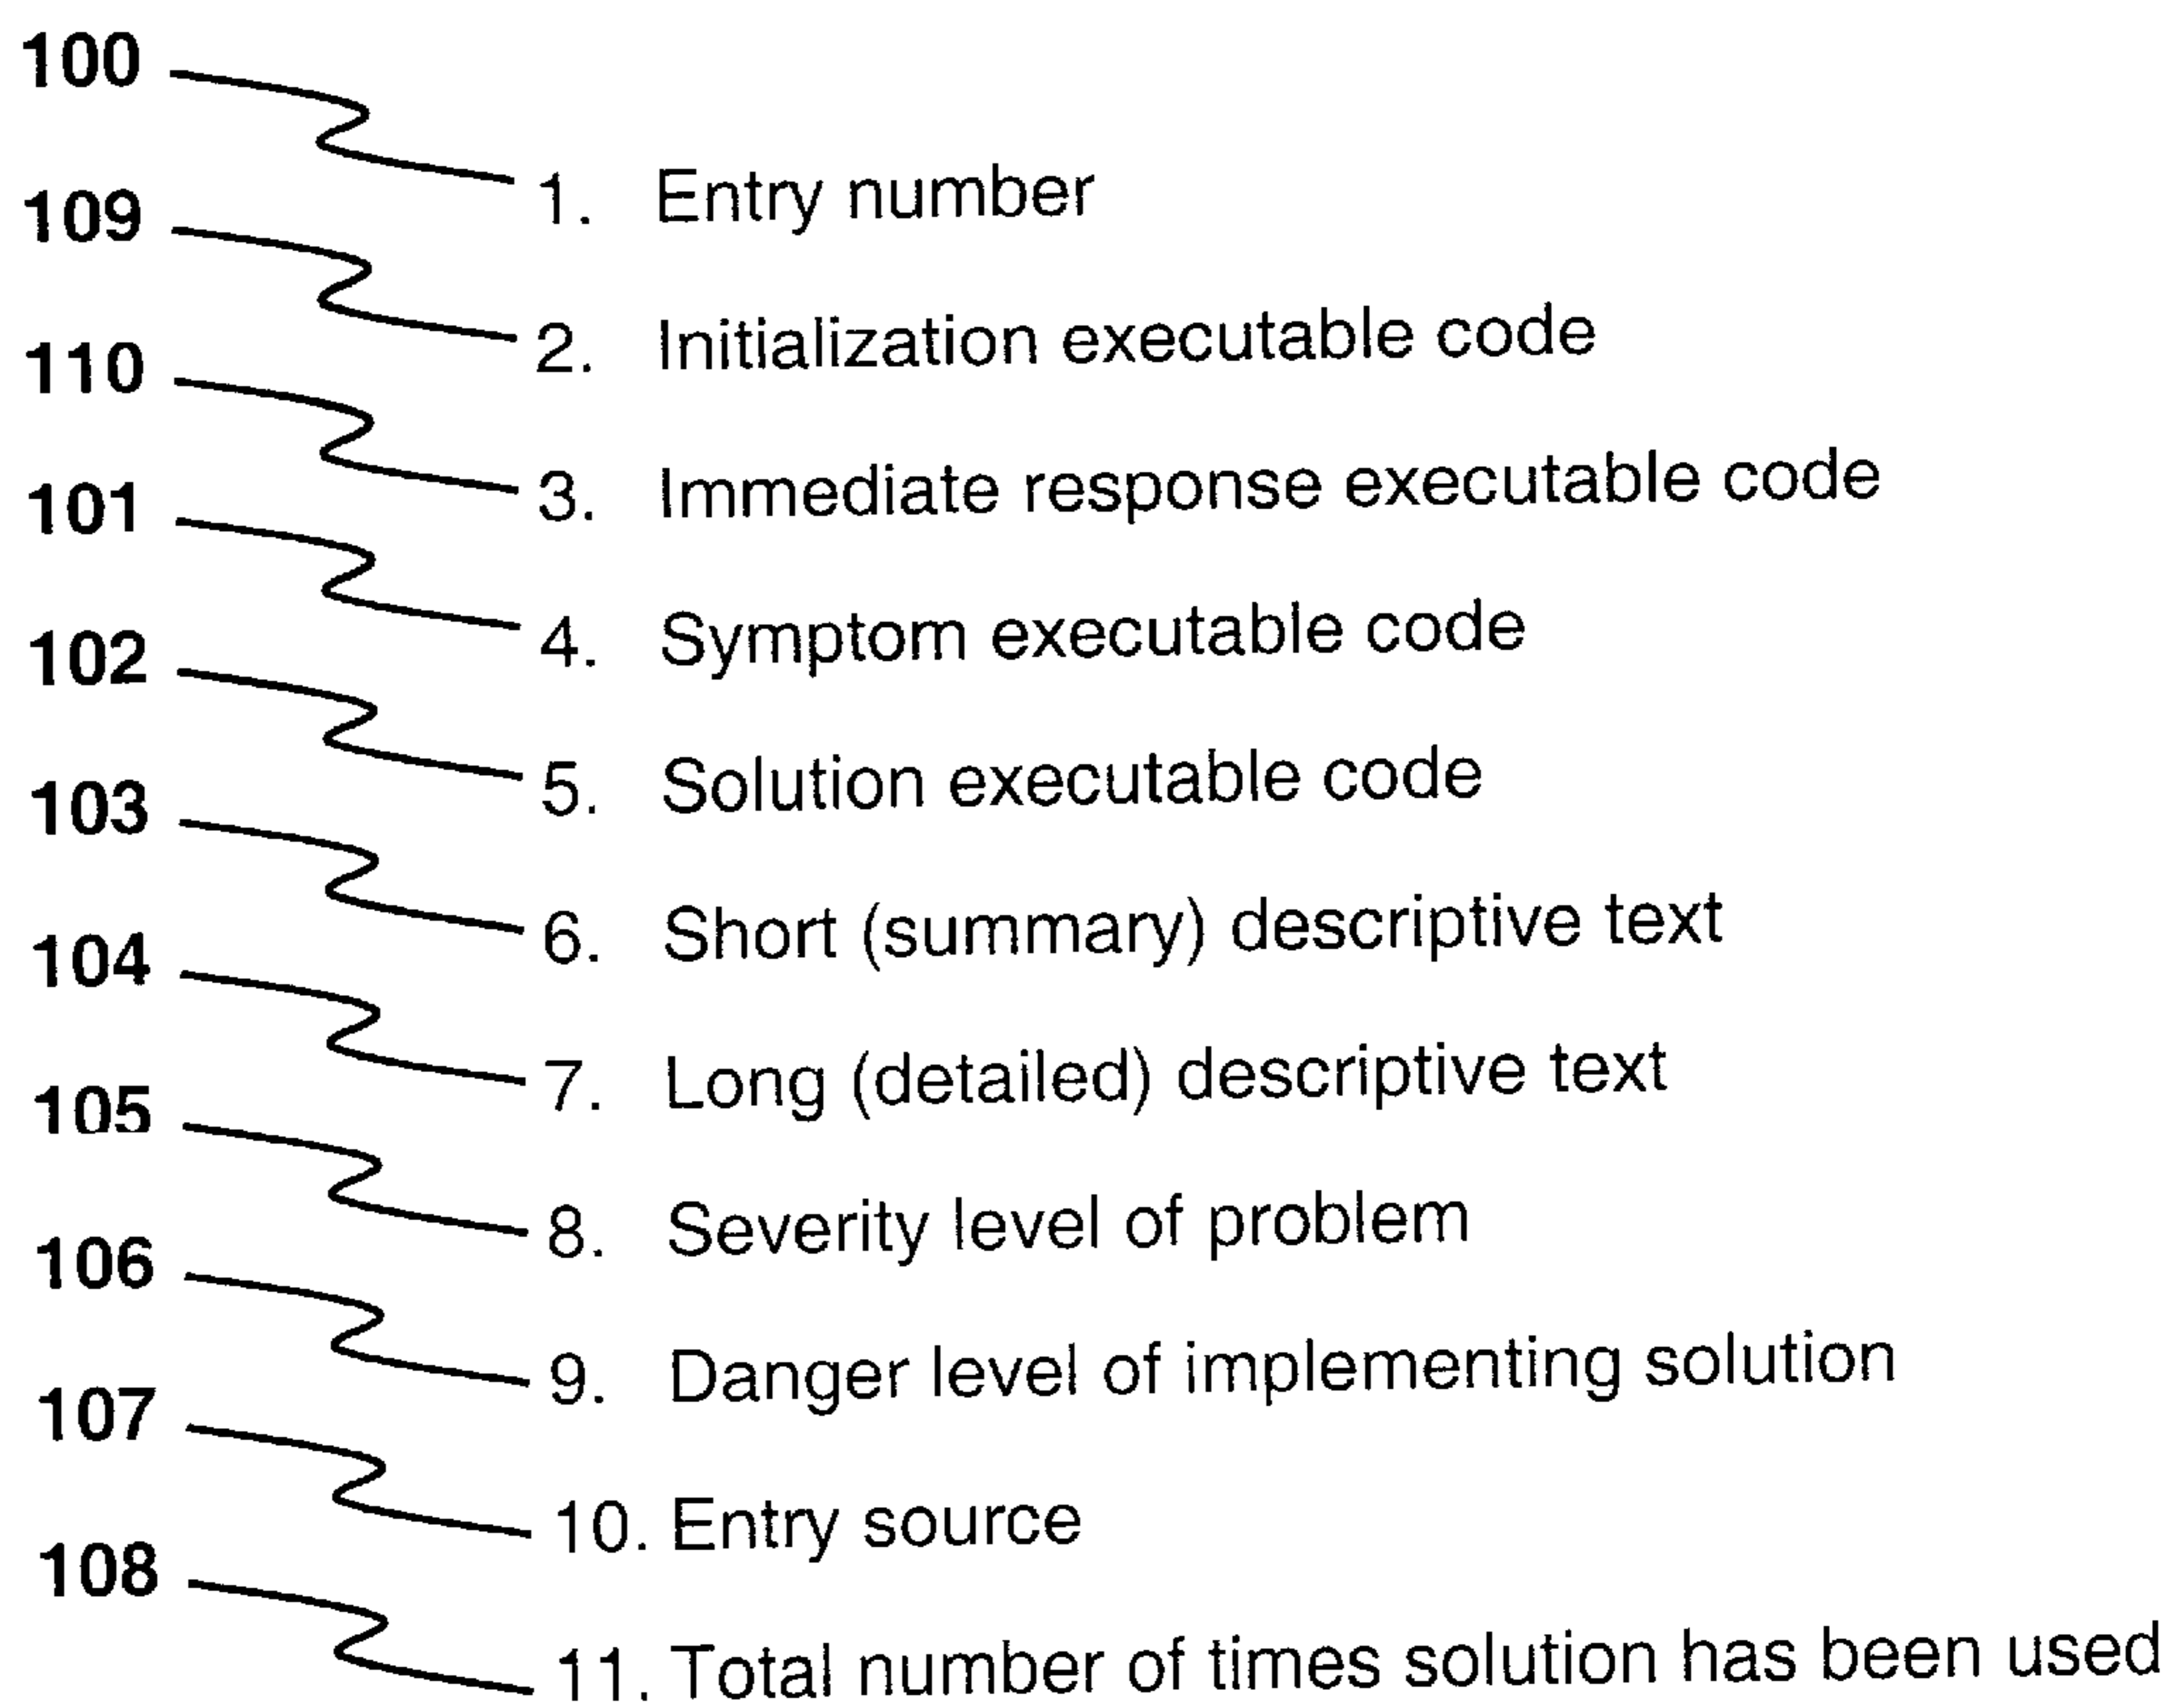 100
1. Entry number
109
2. Initialization executable code
110
3. Immediate response executable code
101
4. Symptom executable code
102
5. Solution executable code
103
6. Short (summary) descriptive text
104
7. Long (detailed) descriptive text
105
8. Severity level of problem
106
9. Danger level of implementing solution
107
10. Entry source
108
11. Total number of times solution has been used